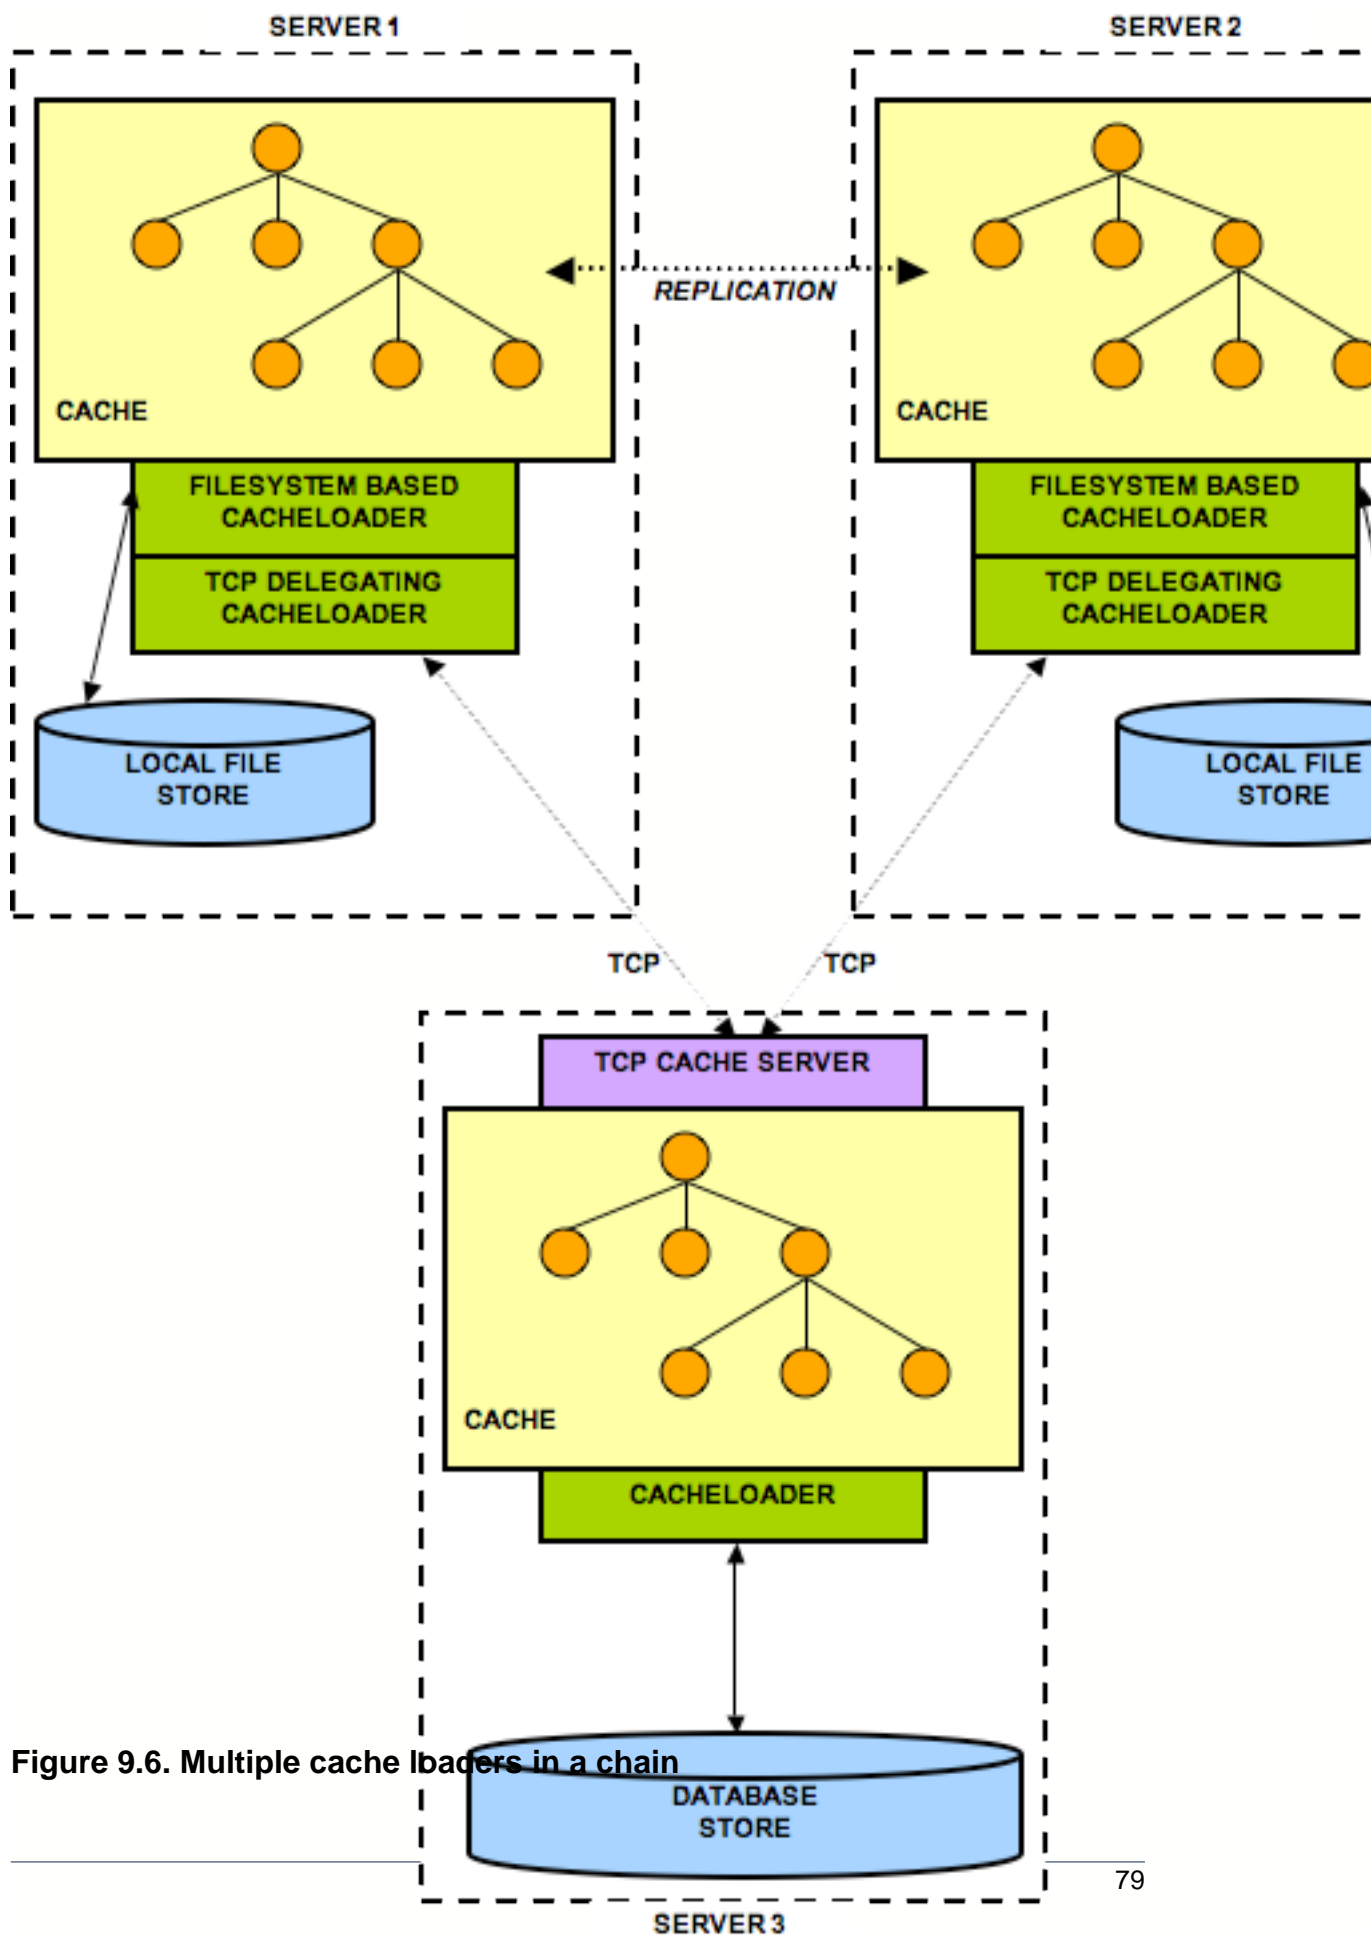 SERVER 1
SERVER 2
REPLICATION
CACHE
CACHE
FILESYSTEM BASED
CACHELOADER
TCP DELEGATING
CACHELOADER
FILESYSTEM BASED
CACHELOADER
TCP DELEGATING
CACHELOADER
LOCAL FILE
STORE
LOCAL FILE
STORE
TCP
TCP
TCP CACHE SERVER
CACHE
CACHELOADER
Figure 9.6. Multiple cache loaders in a chain
DATABASE
STORE
79
SERVER 3